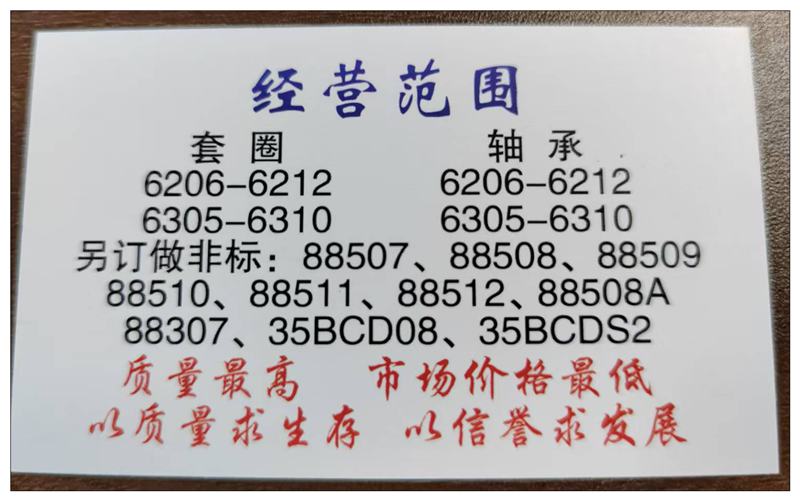 经营范围
套圈 轴承
6206-6212 6206-6212
6305-6310 6305-6310
另订做非标：88507、88508、88509
88510、88511、88512、88508A
88307、35BCD08、35BCDS2
质量最高 市场价格最低
以质量求生存 以信誉求发展